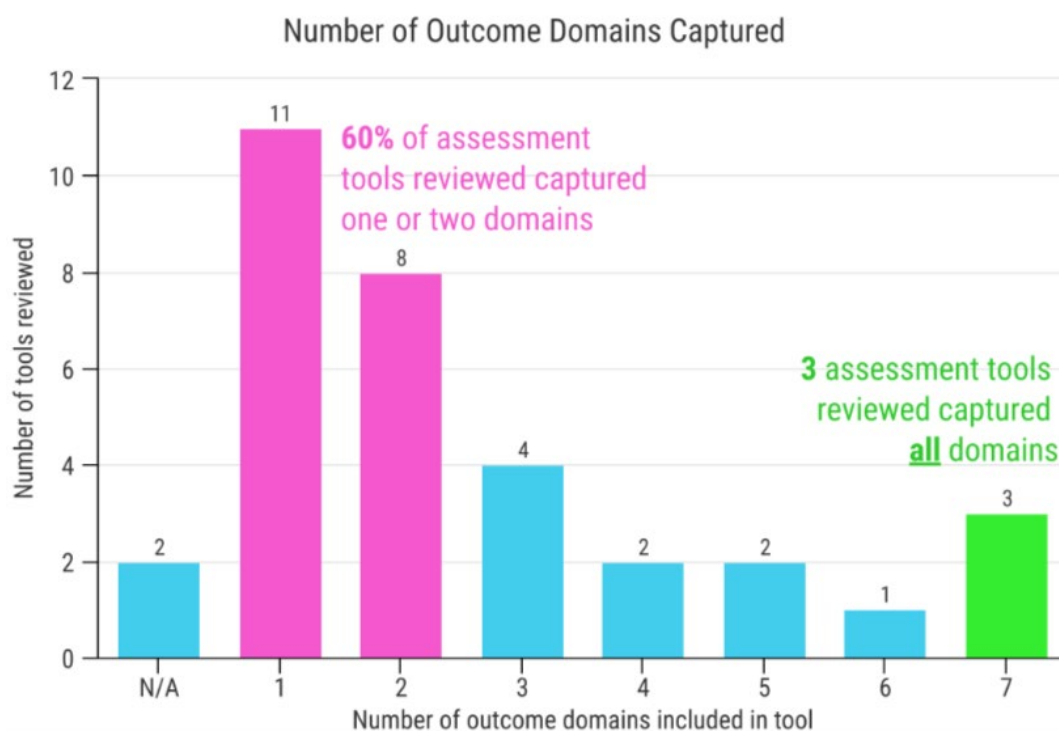 Number of Outcome Domains Captured
12
10
8
6
4
2
0
Number of tools reviewed
2
11
8
4
2
2
1
3
60% of assessment
tools reviewed captured
one or two domains
3 assessment tools
reviewed captured
all domains
N/A
1
2
3
4
5
6
7
Number of outcome domains included in tool